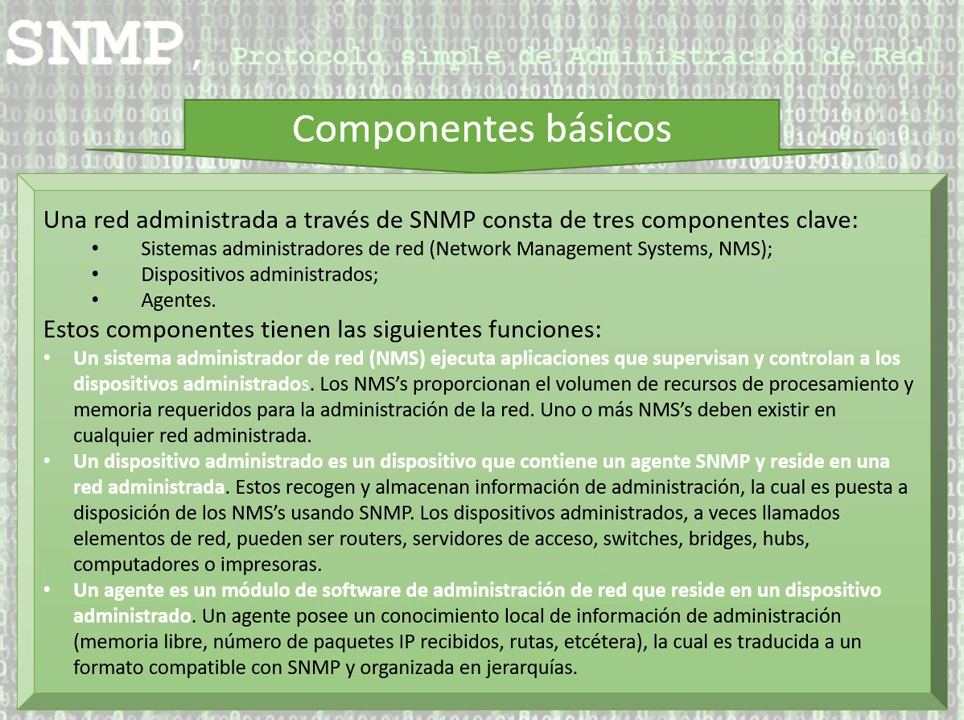 SNMP, Protocolo simple de Administración de Red
Componentes básicos
Una red administrada a través de SNMP consta de tres componentes clave:
• Sistemas administradores de red (Network Management Systems, NMS);
• Dispositivos administrados;
• Agentes.
Estos componentes tienen las siguientes funciones:
• Un sistema administrador de red (NMS) ejecuta aplicaciones que supervisan y controlan a los
dispositivos administrados. Los NMS’s proporcionan el volumen de recursos de procesamiento y
memoria requeridos para la administración de la red. Uno o más NMS’s deben existir en
cualquier red administrada.
• Un dispositivo administrado es un dispositivo que contiene un agente SNMP y reside en una
red administrada. Estos recogen y almacenan información de administración, la cual es puesta a
disposición de los NMS’s usando SNMP. Los dispositivos administrados, a veces llamados
elementos de red, pueden ser routers, servidores de acceso, switches, bridges, hubs,
computadores o impresoras.
• Un agente es un módulo de software de administración de red que reside en un dispositivo
administrado. Un agente posee un conocimiento local de información de administración
(memoria libre, número de paquetes IP recibidos, rutas, etcétera), la cual es traducida a un
formato compatible con SNMP y organizada en jerarquías.